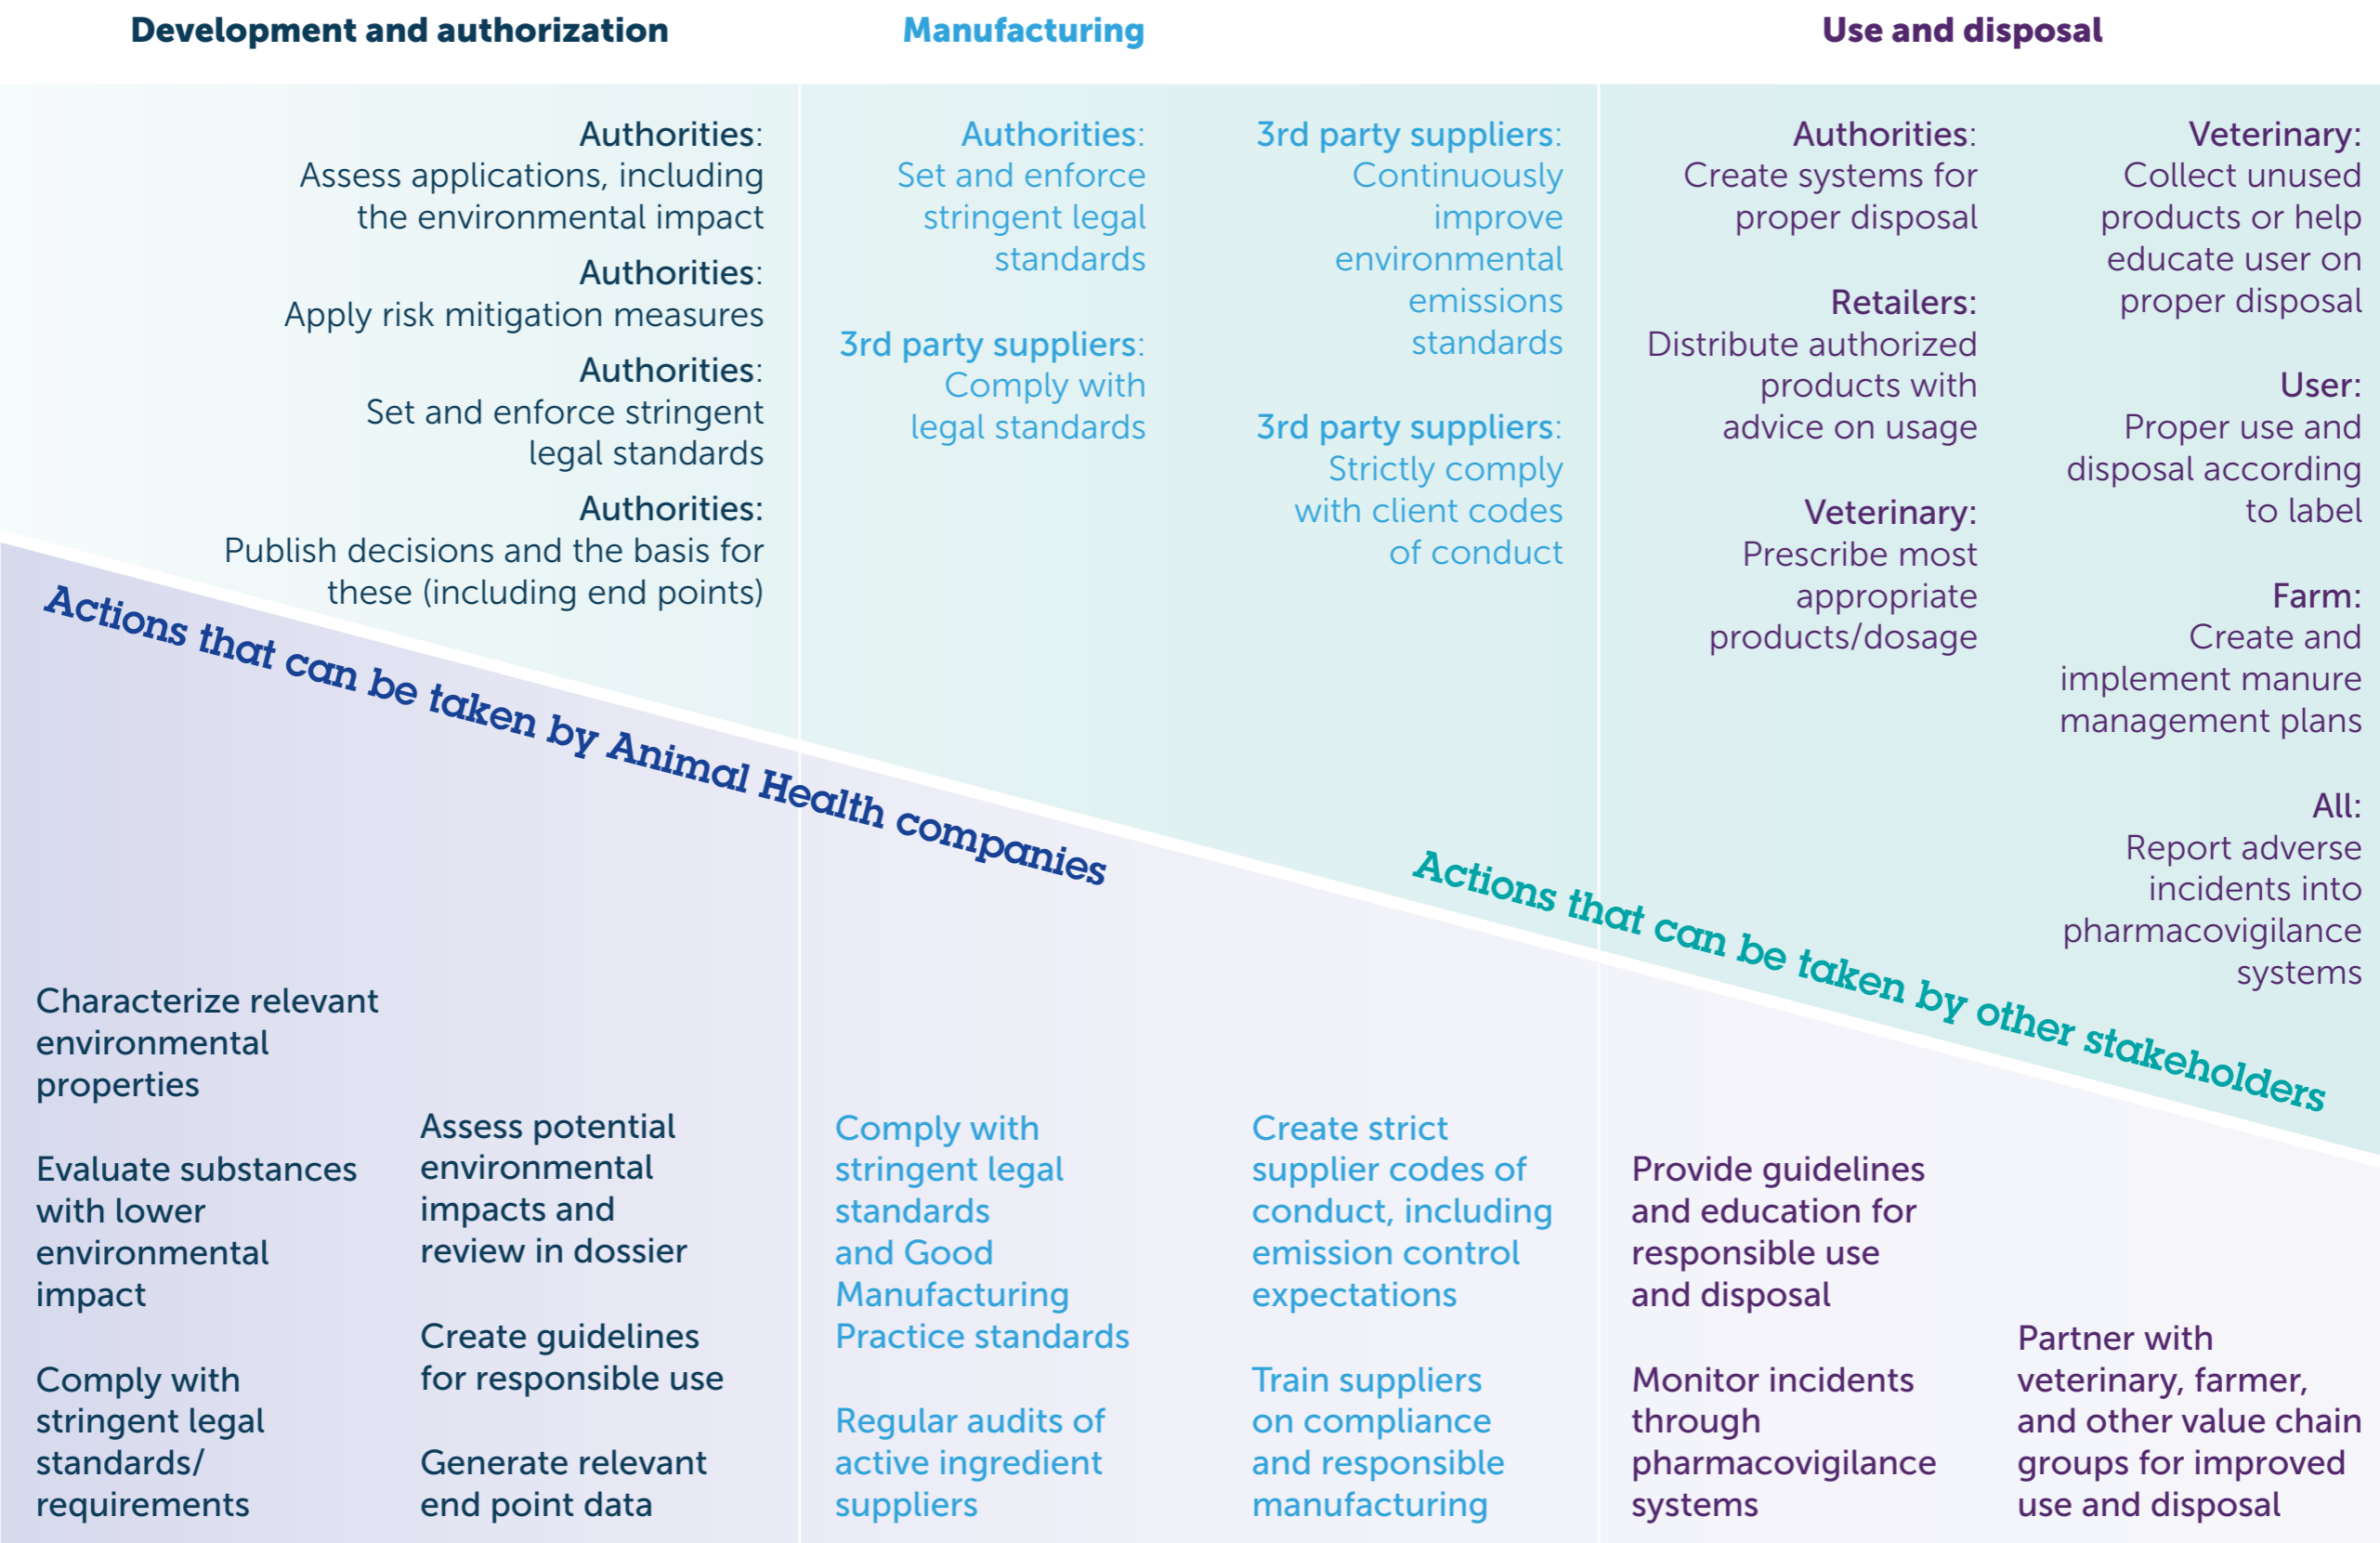 Development and authorization
Manufacturing
Use and disposal
Authorities:
Assess applications, including
the environmental impact
Authorities:
Apply risk mitigation measures
Authorities:
Set and enforce stringent
legal standards
Authorities:
Publish decisions and the basis for
these (including end points)
Authorities:
Set and enforce
stringent legal
standards
3rd party suppliers:
Comply with
legal standards
3rd party suppliers:
Continuously
improve
environmental
emissions
standards
3rd party suppliers:
Strictly comply
with client codes
of conduct
Authorities:
Create systems for
proper disposal
Retailers:
Distribute authorized
products with
advice on usage
Veterinary:
Prescribe most
appropriate
products/dosage
Veterinary:
Collect unused
products or help
educate user on
proper disposal
User:
Proper use and
disposal according
to label
Farm:
Create and
implement manure
management plans
All:
Report adverse
incidents into
pharmacovigilance
systems
Actions that can be taken by Animal Health companies
Actions that can be taken by other stakeholders
Characterize relevant
environmental
properties
Evaluate substances
with lower
environmental
impact
Comply with
stringent legal
standards/
requirements
Assess potential
environmental
impacts and
review in dossier
Create guidelines
for responsible use
Generate relevant
end point data
Comply with
stringent legal
standards
and Good
Manufacturing
Practice standards
Regular audits of
active ingredient
suppliers
Create strict
supplier codes of
conduct, including
emission control
expectations
Train suppliers
on compliance
and responsible
manufacturing
Provide guidelines
and education for
responsible use
and disposal
Monitor incidents
through
pharmacovigilance
systems
Partner with
veterinary, farmer,
and other value chain
groups for improved
use and disposal